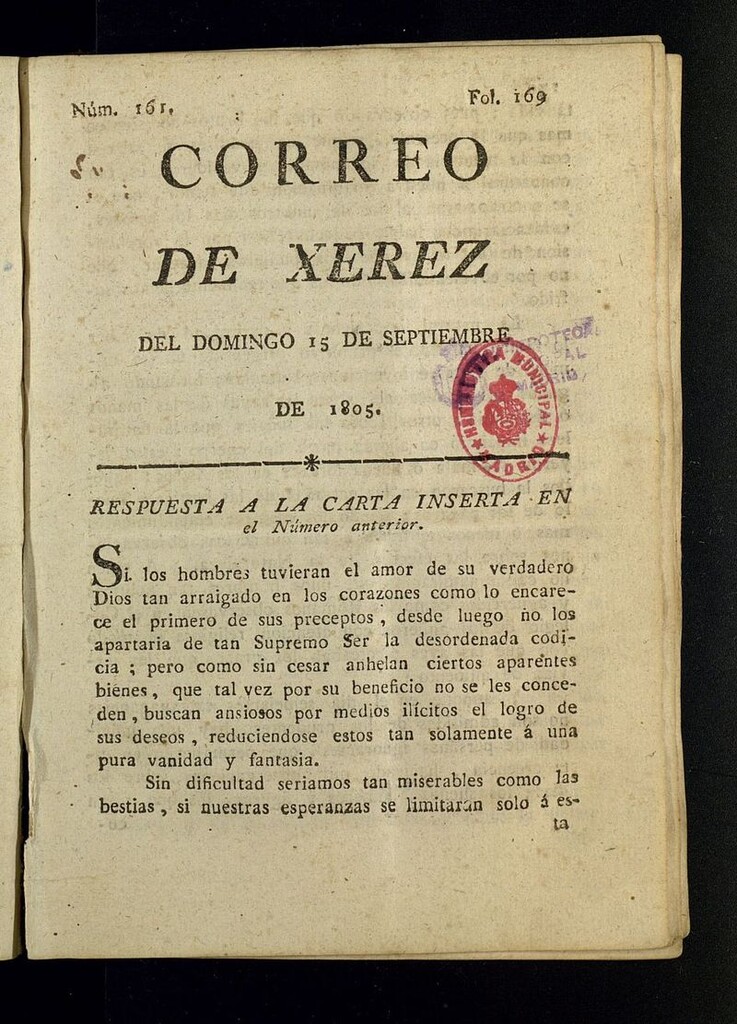 Núm. 161.
Fol. 169
CORREO
DE XEREZ
DEL DOMINGO 15 DE SEPTIEMBRE
DE 1805.
HEMEROTECA MUNICIPAL
MADRID
RESPUESTA A LA CARTA INSERTA EN
el Número anterior.
Si los hombres tuvieran el amor de su verdadero
Dios tan arraigado en los corazones como lo encare-
ce el primero de sus preceptos, desde luego no los
apartaria de tan Supremo Ser la desordenada codi-
cia; pero como sin cesar anhelan ciertos aparentes
bienes, que tal vez por su beneficio no se les conce-
den, buscan ansiosos por medios ilícitos el logro de
sus deseos, reduciendose estos tan solamente á una
pura vanidad y fantasia.
Sin dificultad seriamos tan miserables como las
bestias, si nuestras esperanzas se limitaran solo á es-
ta